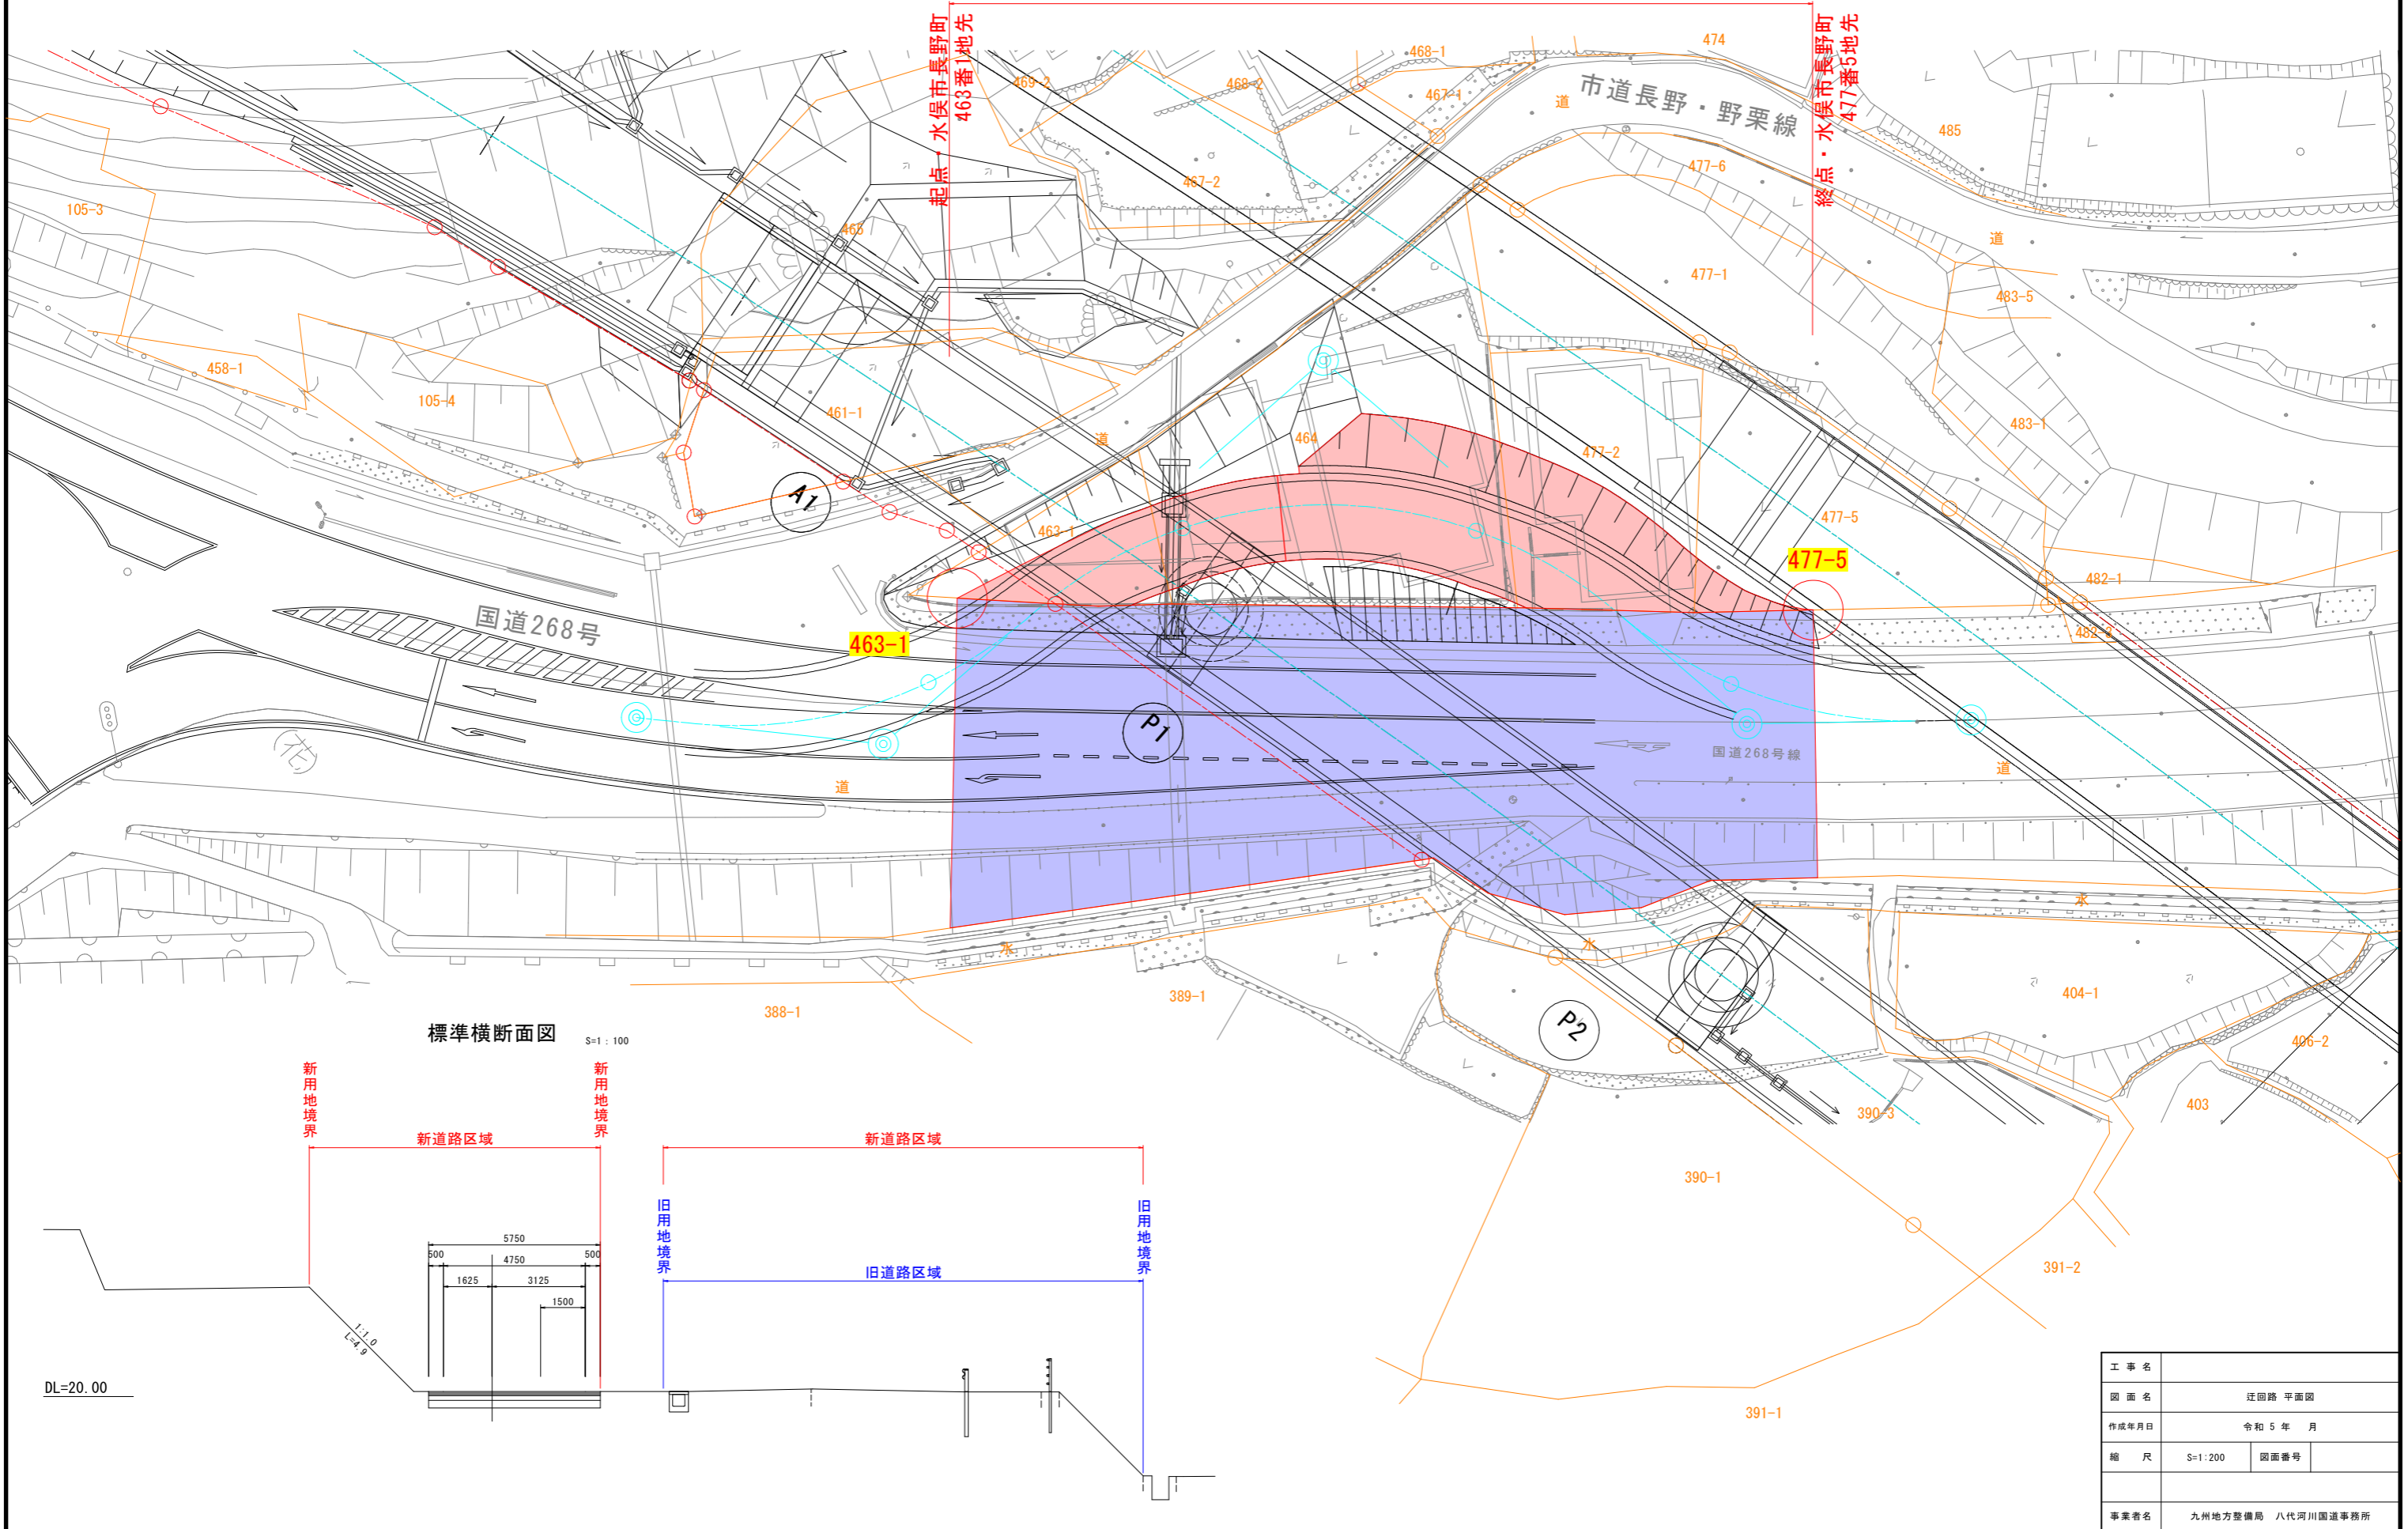 起点・水俣市長野町
463番1地先
終点・水俣市長野町
477番5地先
474
468-1
469-2
468-2
467-1
道
市道長野・野栗線
485
477-6
467-2
105-3
465
道
477-1
483-5
458-1
105-4
461-1
道
464
477-2
483-1
A1
463-1
477-5
477-5
482-1
国道268号
463-1
482-3
P1
国道268号線
道
道
水
水
水
388-1
389-1
404-1
P2
406-2
390-3
403
390-1
391-2
391-1
標準横断面図
S=1:100
新用地境界
新用地境界
新道路区域
新道路区域
旧用地境界
旧用地境界
旧道路区域
5750
500
4750
500
1625
3125
1500
1:1.0
L=4.9
DL=20.00
工事名
図面名
迂回路 平面図
作成年月日
令和 5 年 月
縮 尺
S=1:200
図面番号
事業者名
九州地方整備局 八代河川国道事務所